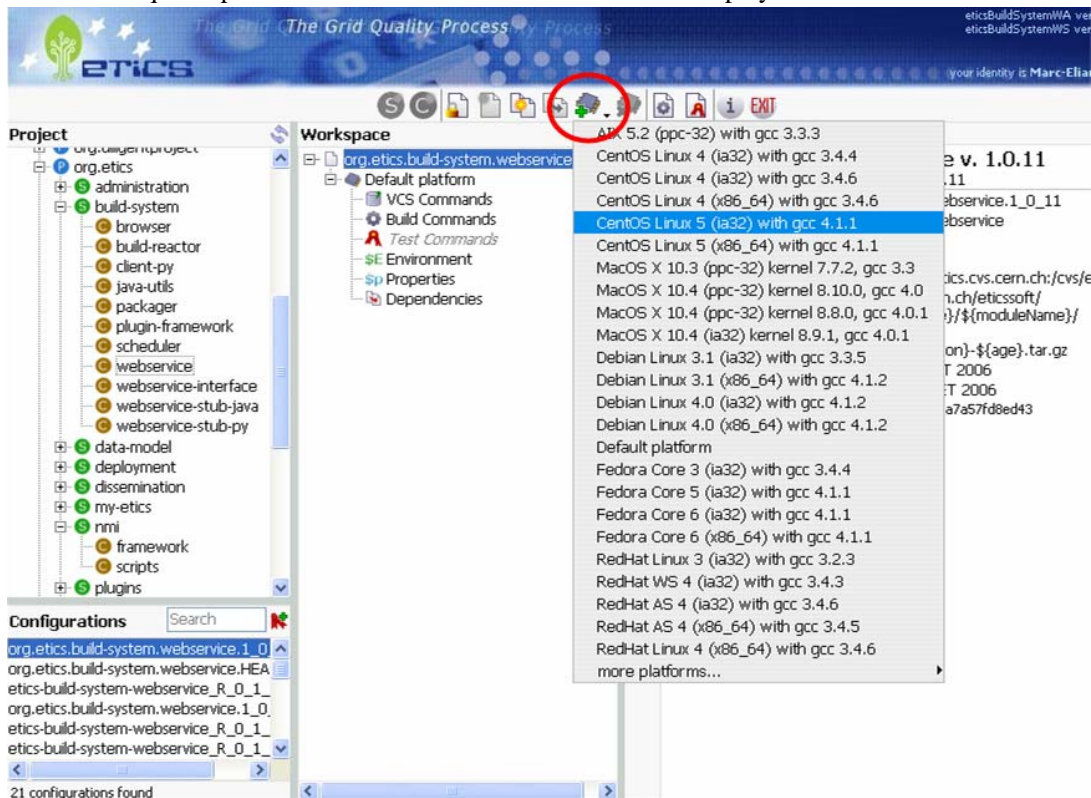 The Grid Quality Process
eticsBuildSystemWA ver
eticsBuildSystemWS ver
etics
your identity is Marc-Elian
S C A i EXIT
Project
org.diligentproject
org.etics
administration
build-system
browser
build-reactor
client-py
java-utils
packager
plugin-framework
scheduler
webservice
webservice-interface
webservice-stub-java
webservice-stub-py
data-model
deployment
dissemination
my-etics
nmi
framework
scripts
plugins
Configurations
Search
org.etics.build-system.webservice.1_0
org.etics.build-system.webservice.HEA
etics-build-system-webservice_R_0_1_
org.etics.build-system.webservice.1_0_
etics-build-system-webservice_R_0_1_
etics-build-system-webservice_R_0_1_
21 configurations found
Workspace
org.etics.build-system.webservice
Default platform
VCS Commands
Build Commands
Test Commands
$E Environment
$p Properties
Dependencies
AIX 5.2 (ppc-32) with gcc 3.3.3
CentOS Linux 4 (ia32) with gcc 3.4.4
CentOS Linux 4 (ia32) with gcc 3.4.6
CentOS Linux 4 (x86_64) with gcc 3.4.6
CentOS Linux 5 (ia32) with gcc 4.1.1
CentOS Linux 5 (x86_64) with gcc 4.1.1
MacOS X 10.3 (ppc-32) kernel 7.7.2, gcc 3.3
MacOS X 10.4 (ppc-32) kernel 8.10.0, gcc 4.0
MacOS X 10.4 (ppc-32) kernel 8.8.0, gcc 4.0.1
MacOS X 10.4 (ia32) kernel 8.9.1, gcc 4.0.1
Debian Linux 3.1 (ia32) with gcc 3.3.5
Debian Linux 3.1 (x86_64) with gcc 4.1.2
Debian Linux 4.0 (ia32) with gcc 4.1.2
Debian Linux 4.0 (x86_64) with gcc 4.1.2
Default platform
Fedora Core 3 (ia32) with gcc 3.4.4
Fedora Core 5 (ia32) with gcc 4.1.1
Fedora Core 6 (ia32) with gcc 4.1.1
Fedora Core 6 (x86_64) with gcc 4.1.1
RedHat Linux 3 (ia32) with gcc 3.2.3
RedHat WS 4 (ia32) with gcc 3.4.3
RedHat AS 4 (ia32) with gcc 3.4.6
RedHat AS 4 (x86_64) with gcc 3.4.5
RedHat Linux 4 (x86_64) with gcc 3.4.6
more platforms...
e v. 1.0.11
.11
ebservice.1_0_11
ebservice
tics.cvs.cern.ch:/cvs/e
n.ch/eticssoft/
e}/${moduleName}/
on}-${age}.tar.gz
T 2006
ET 2006
a7a57fd8ed43